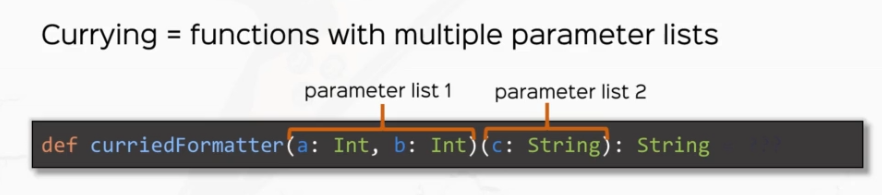 Currying = functions with multiple parameter lists
parameter list 1 parameter list 2
def curriedFormatter(a: Int, b: Int)(c: String): String